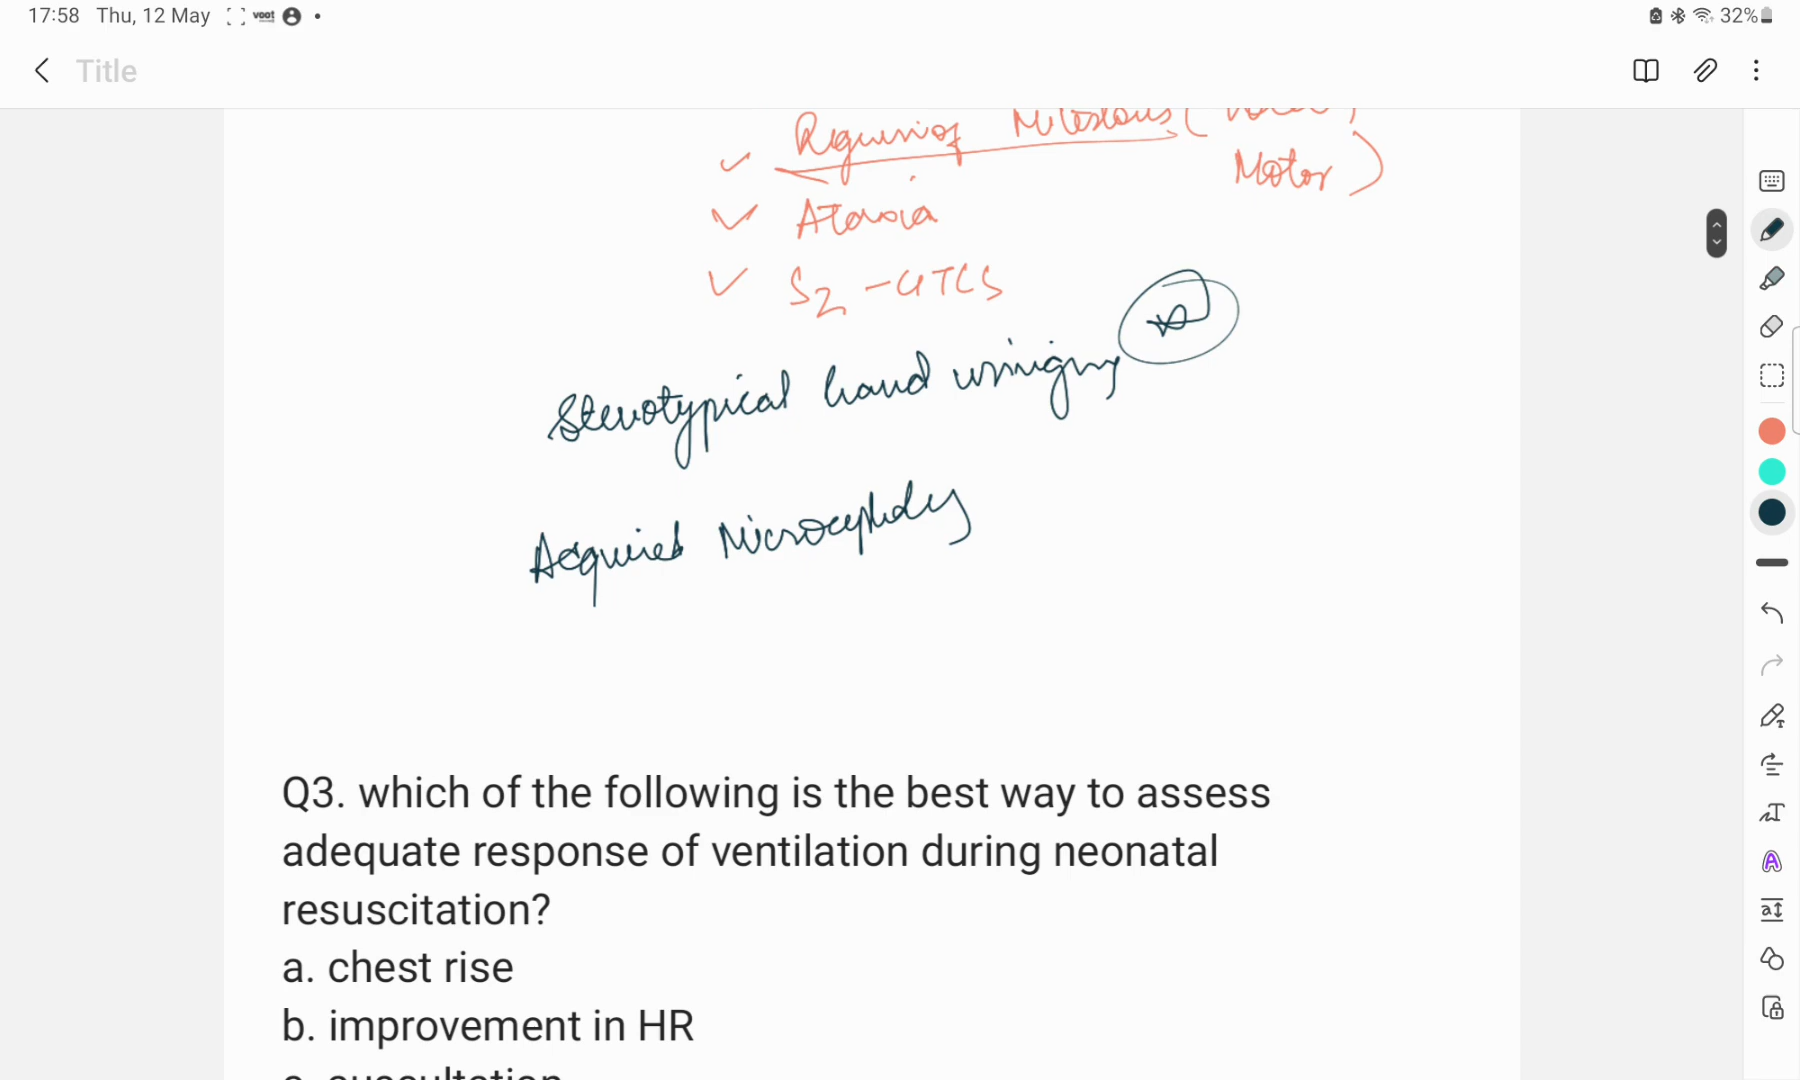 17:58 Thu, 12 May voot 32%
Title
Motor )
Ataxia
Sz - GTCS
Stereotypical hand wringing
Acquired Microcephaly
Q3. which of the following is the best way to assess
adequate response of ventilation during neonatal
resuscitation?
a. chest rise
b. improvement in HR
c. auscultation